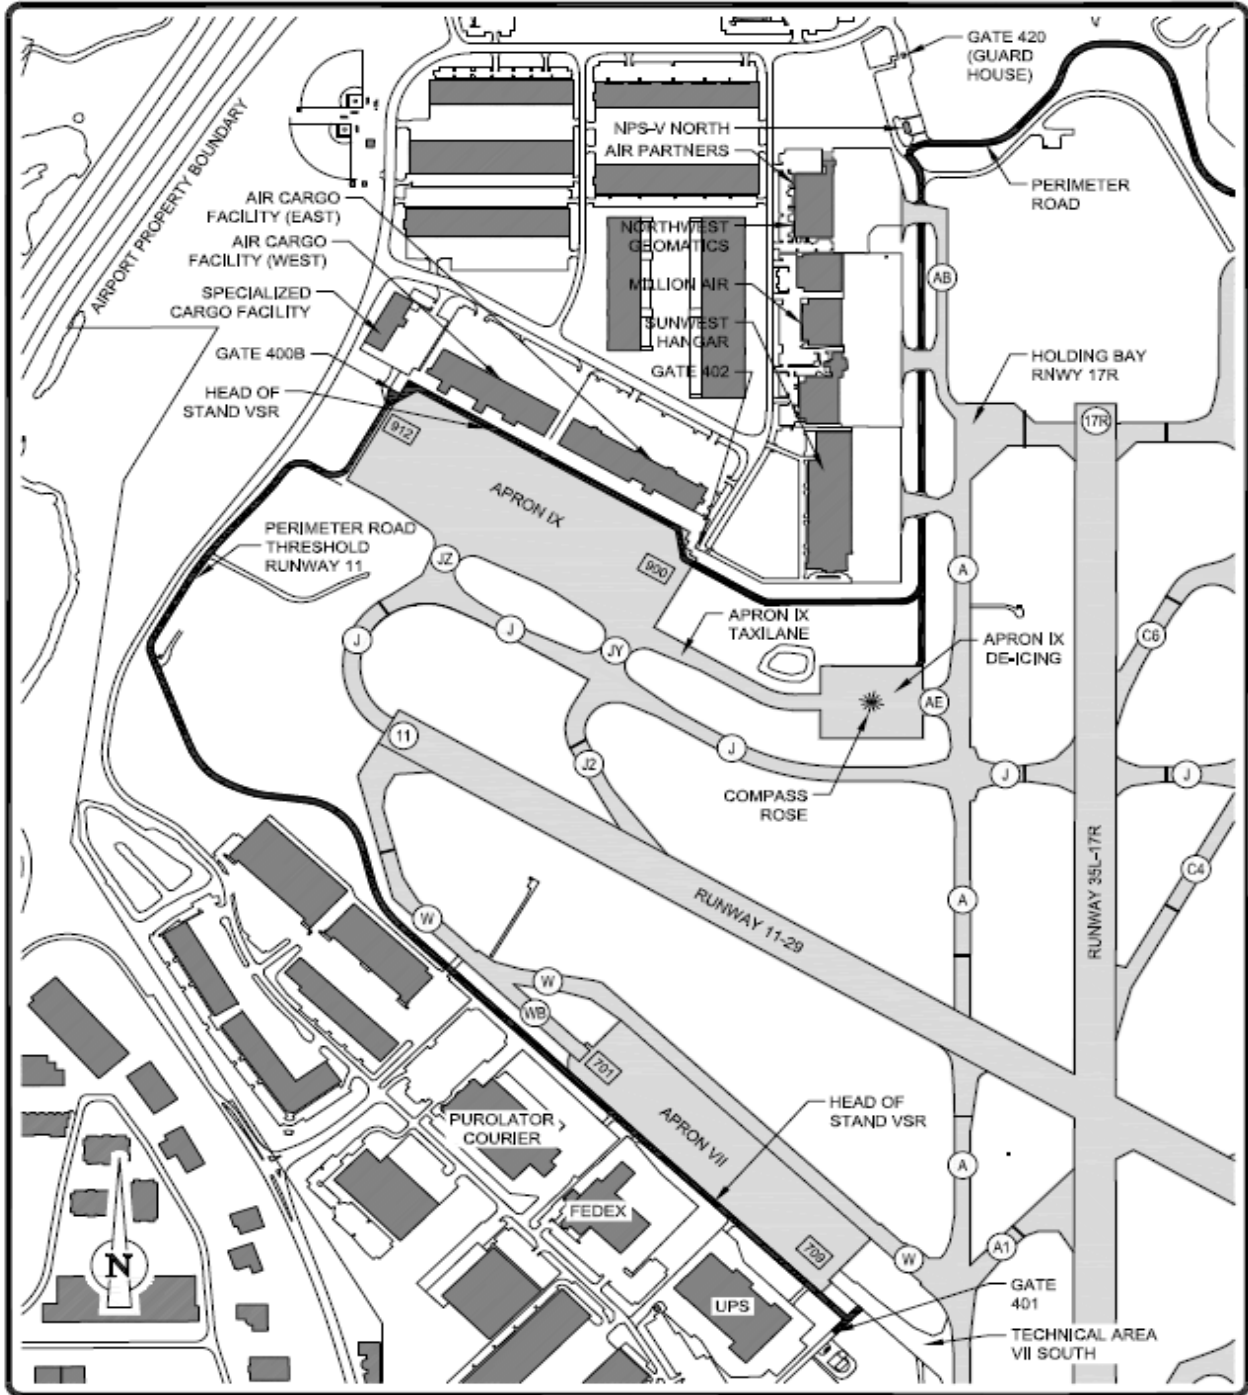 V
GATE 420
(GUARD
HOUSE)
NPS-V NORTH
AIR PARTNERS
PERIMETER
ROAD
AIRPORT PROPERTY BOUNDARY
AIR CARGO
FACILITY (EAST)
AIR CARGO
FACILITY (WEST)
SPECIALIZED
CARGO FACILITY
GATE 400B
HEAD OF
STAND VSR
NORTHWEST
GEOMATICS
MILLION AIR
SUNWEST
HANGAR
GATE 402
AB
HOLDING BAY
RNWY 17R
17R
912
APRON IX
PERIMETER ROAD
THRESHOLD
RUNWAY 11
JZ
900
A
C6
J
J
JY
APRON IX
TAXILANE
APRON IX
DE-ICING
AE
11
J2
J
J
J
COMPASS
ROSE
RUNWAY 35L-17R
C4
RUNWAY 11-29
A
W
W
WB
701
APRON VII
HEAD OF
STAND VSR
PUROLATOR
COURIER
A
FEDEX
709
W
A1
N
UPS
GATE
401
TECHNICAL AREA
VII SOUTH